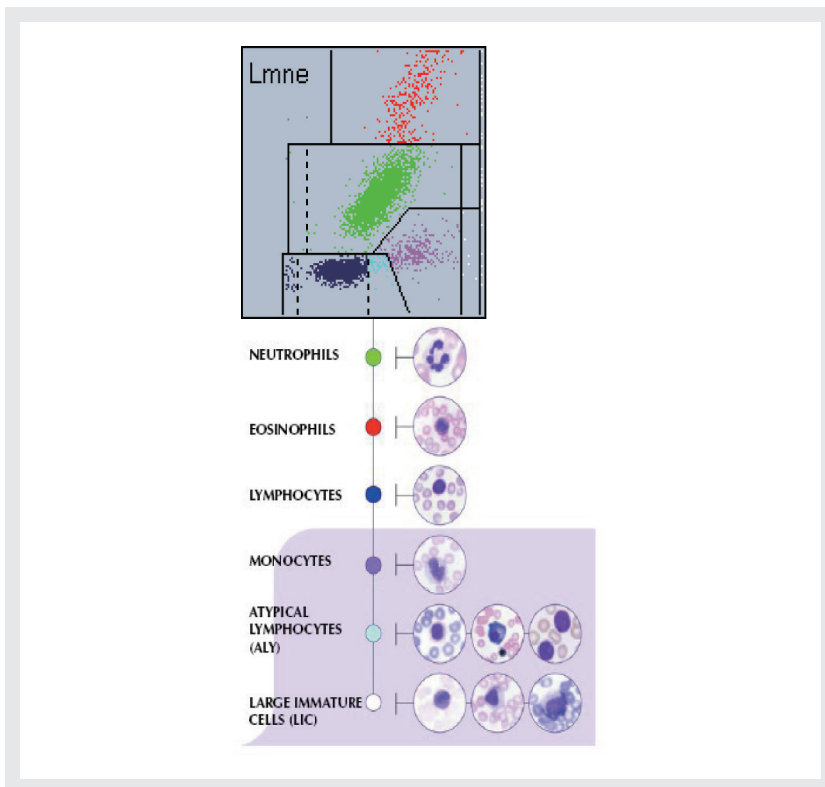 Lmne
NEUTROPHILS
EOSINOPHILS
LYMPHOCYTES
MONOCYTES
ATYPICAL
LYMPHOCYTES
(ALY)
LARGE IMMATURE
CELLS (LIC)